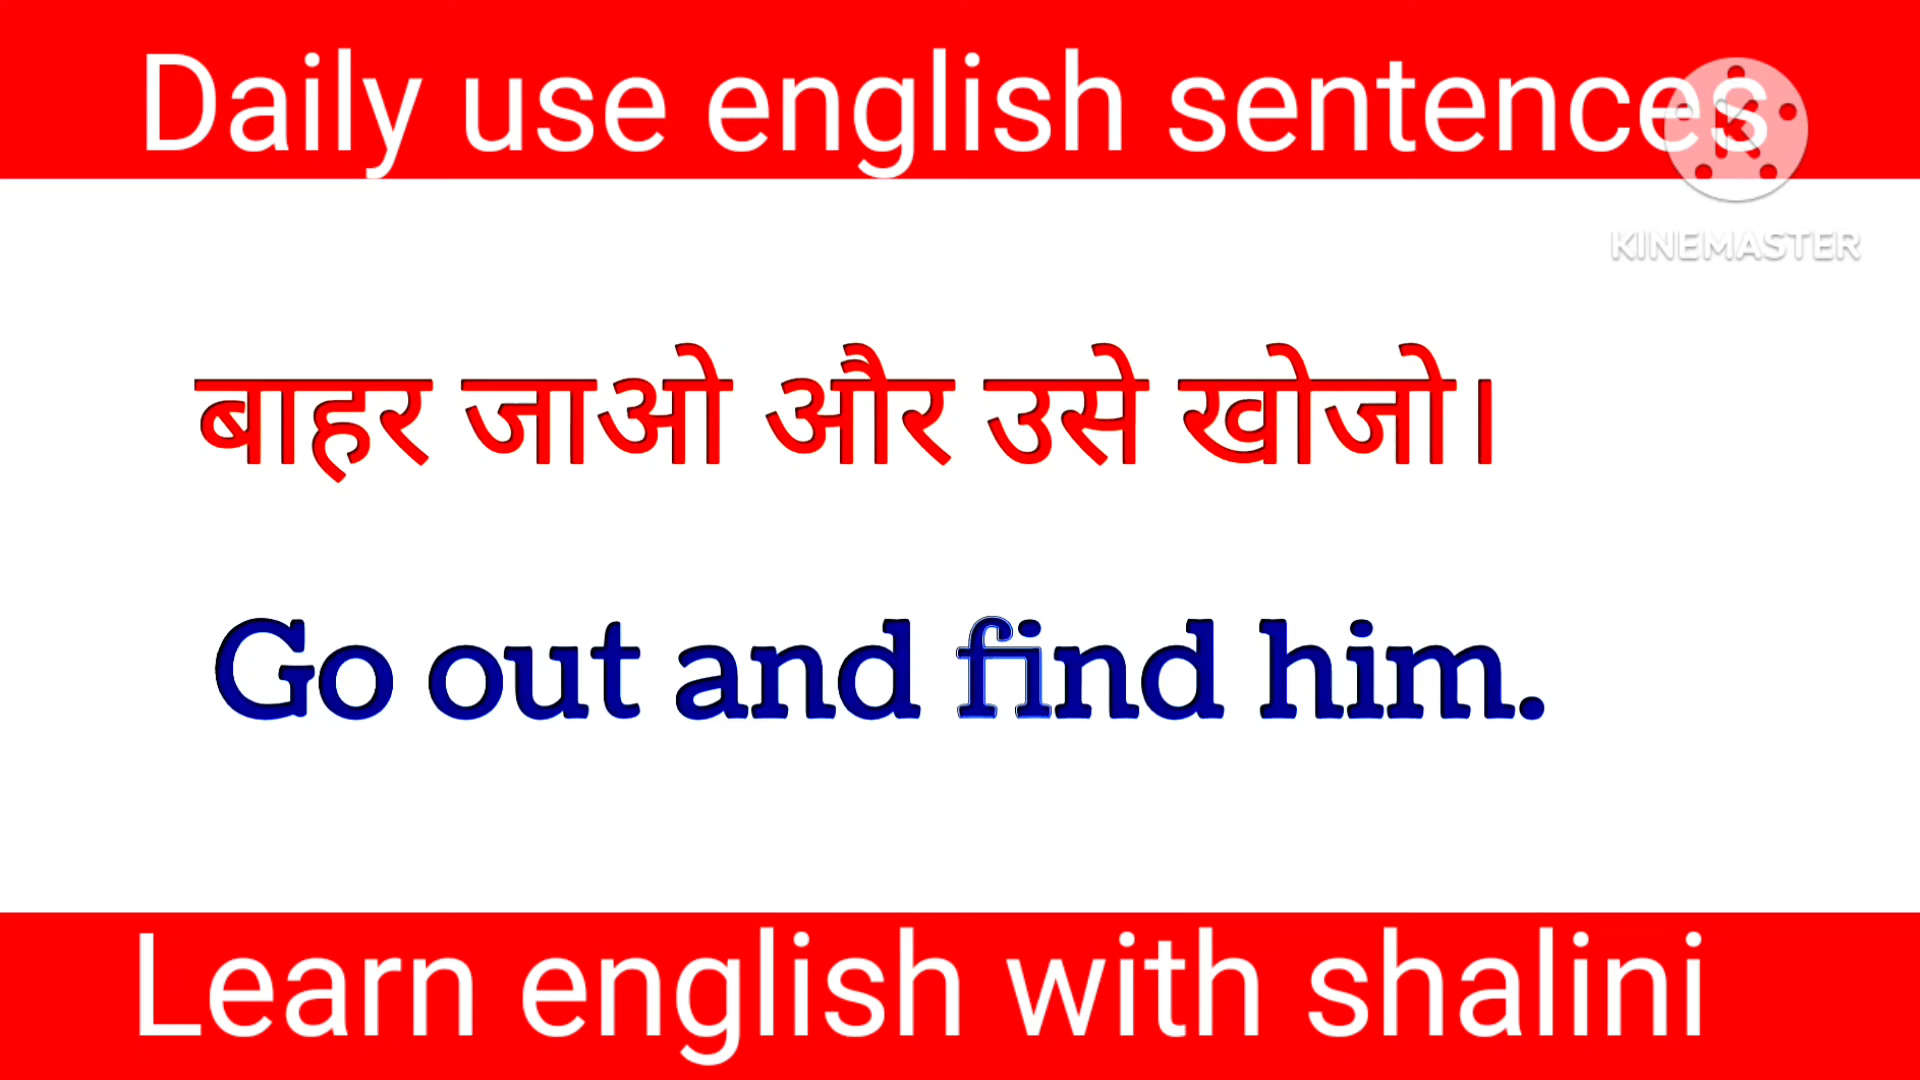 Daily use english sentences
KINEMASTER
बाहर जाओ और उसे खोजो।
Go out and find him.
Learn english with shalini